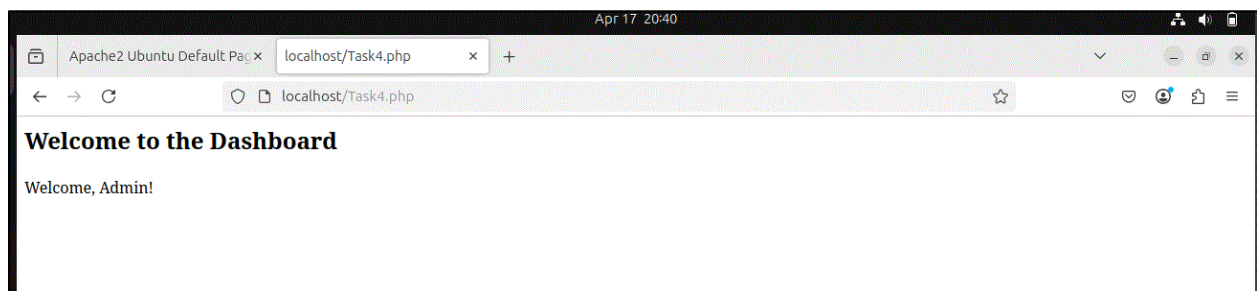 Apr 17 20:40
Apache2 Ubuntu Default Pag
localhost/Task4.php
localhost/Task4.php
Welcome to the Dashboard
Welcome, Admin!